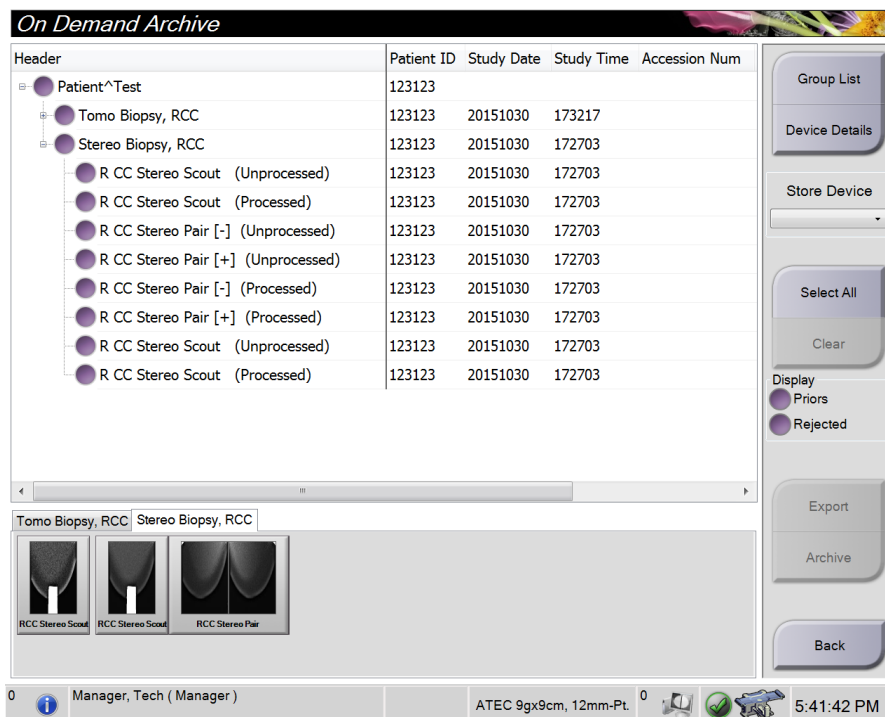 On Demand Archive
Header Patient ID Study Date Study Time Accession Num
Patient^Test 123123
Tomo Biopsy, RCC 123123 20151030 173217
Stereo Biopsy, RCC 123123 20151030 172703
R CC Stereo Scout (Unprocessed) 123123 20151030 172703
R CC Stereo Scout (Processed) 123123 20151030 172703
R CC Stereo Pair [-] (Unprocessed) 123123 20151030 172703
R CC Stereo Pair [+] (Unprocessed) 123123 20151030 172703
R CC Stereo Pair [-] (Processed) 123123 20151030 172703
R CC Stereo Pair [+] (Processed) 123123 20151030 172703
R CC Stereo Scout (Unprocessed) 123123 20151030 172703
R CC Stereo Scout (Processed) 123123 20151030 172703
Group List
Device Details
Store Device
Select All
Clear
Display
Priors
Rejected
Export
Archive
Back
Tomo Biopsy, RCC Stereo Biopsy, RCC
RCC Stereo Scout RCC Stereo Scout RCC Stereo Pair
0 Manager, Tech ( Manager ) ATEC 9gx9cm, 12mm-Pt. 0 5:41:42 PM